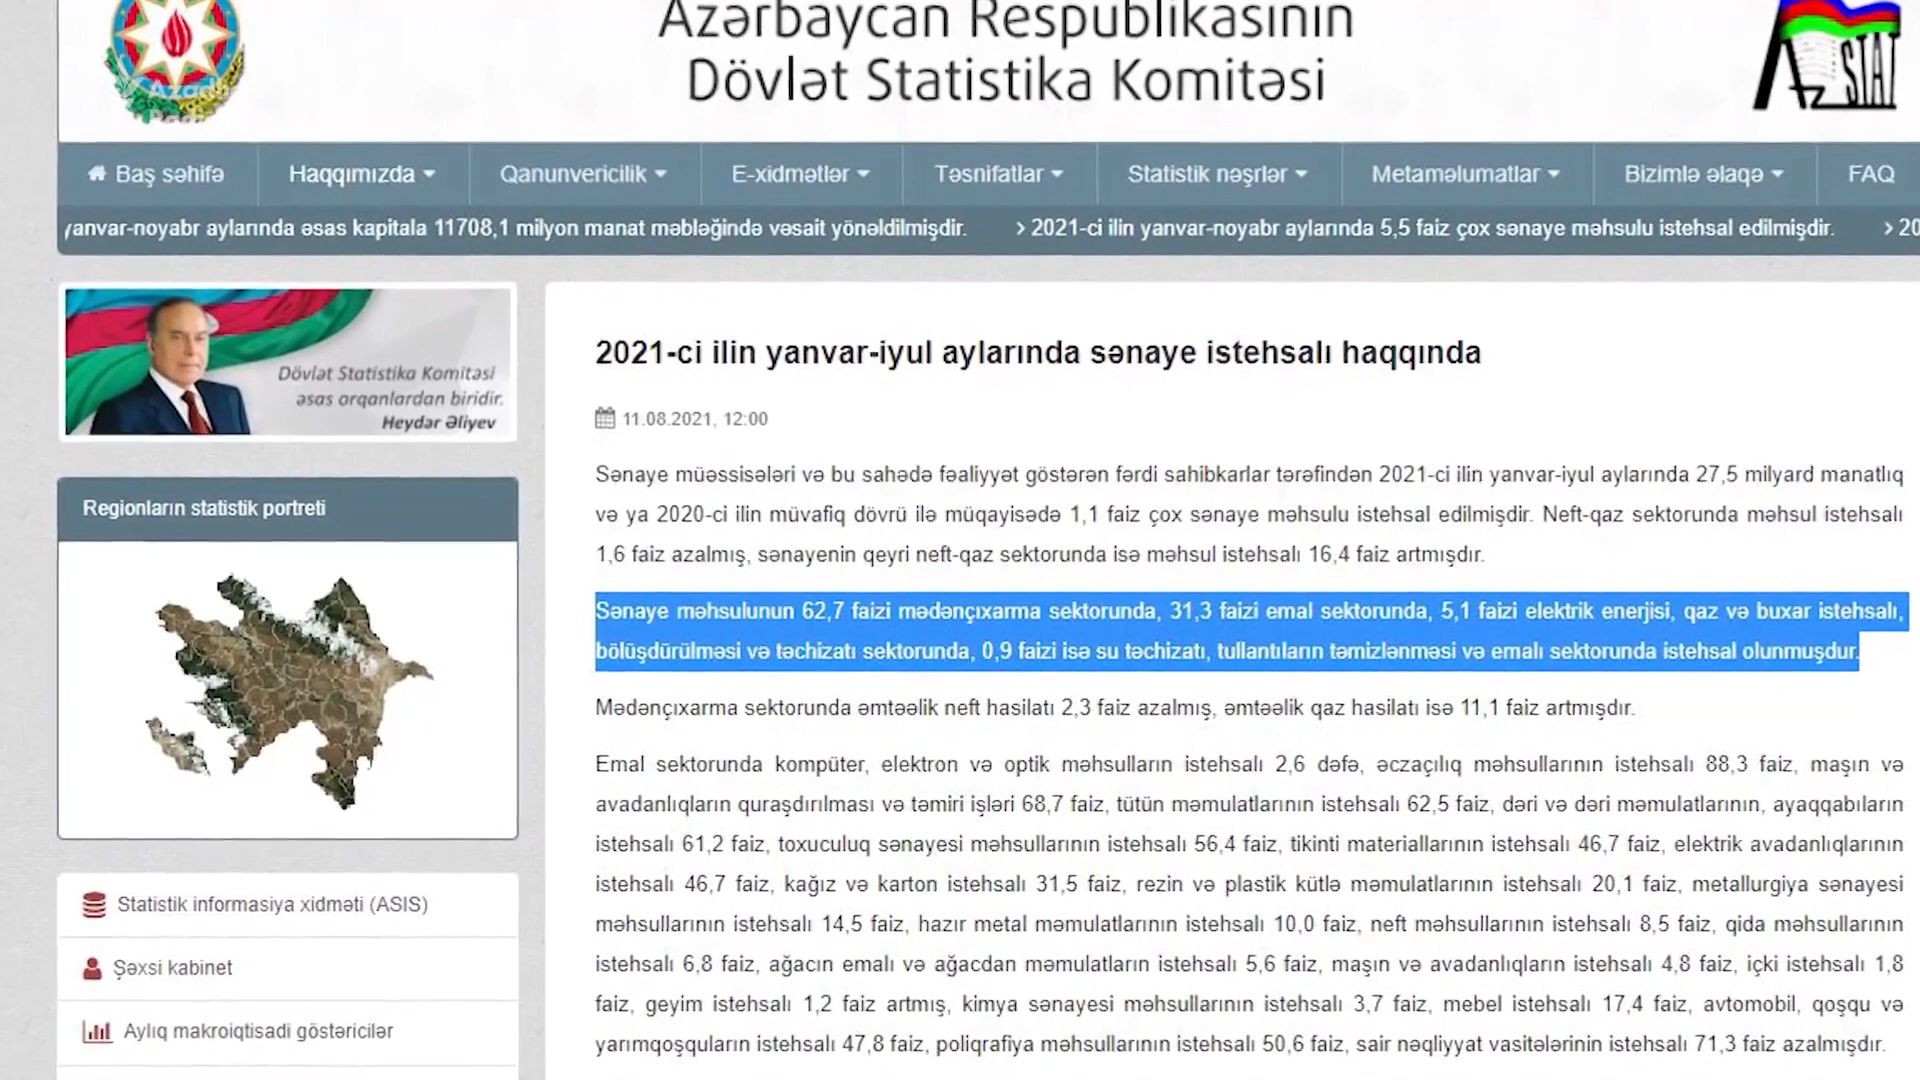 Azərbaycan Respublikasının
Dövlət Statistika Komitəsi
STAT
Baş səhifə
Haqqımızda
Qanunvericilik
E-xidmətlər
Təsnifatlar
Statistik nəşrlər
Metaməlumatlar
Bizimlə əlaqə
FAQ
yanvar-noyabr aylarında əsas kapitala 11708,1 milyon manat məbləğində vəsait yönəldilmişdir.
2021-ci ilin yanvar-noyabr aylarında 5,5 faiz çox sənaye məhsulu istehsal edilmişdir.
20
Dövlət Statistika Komitəsi
əsas orqanlardan biridir.
Heydər Əliyev
Regionların statistik portreti
Statistik informasiya xidməti (ASIS)
Şəxsi kabinet
Aylıq makroiqtisadi göstəricilər
2021-ci ilin yanvar-iyul aylarında sənaye istehsalı haqqında
11.08.2021, 12:00
Sənaye müəssisələri və bu sahədə fəaliyyət göstərən fərdi sahibkarlar tərəfindən 2021-ci ilin yanvar-iyul aylarında 27,5 milyard manatlıq
və ya 2020-ci ilin müvafiq dövrü ilə müqayisədə 1,1 faiz çox sənaye məhsulu istehsal edilmişdir. Neft-qaz sektorunda məhsul istehsalı
1,6 faiz azalmış, sənayenin qeyri neft-qaz sektorunda isə məhsul istehsalı 16,4 faiz artmışdır.
Sənaye məhsulunun 62,7 faizi mədənçıxarma sektorunda, 31,3 faizi emal sektorunda, 5,1 faizi elektrik enerjisi, qaz və buxar istehsalı,
bölüşdürülməsi və təchizatı sektorunda, 0,9 faizi isə su təchizatı, tullantıların təmizlənməsi və emalı sektorunda istehsal olunmuşdur.
Mədənçıxarma sektorunda əmtəəlik neft hasilatı 2,3 faiz azalmış, əmtəəlik qaz hasilatı isə 11,1 faiz artmışdır.
Emal sektorunda kompüter, elektron və optik məhsulların istehsalı 2,6 dəfə, əczaçılıq məhsullarının istehsalı 88,3 faiz, maşın və
avadanlıqların quraşdırılması və təmiri işləri 68,7 faiz, tütün məmulatlarının istehsalı 62,5 faiz, dəri və dəri məmulatlarının, ayaqqabıların
istehsalı 61,2 faiz, toxuculuq sənayesi məhsullarının istehsalı 56,4 faiz, tikinti materiallarının istehsalı 46,7 faiz, elektrik avadanlıqlarının
istehsalı 46,7 faiz, kağız və karton istehsalı 31,5 faiz, rezin və plastik kütlə məmulatlarının istehsalı 20,1 faiz, metallurgiya sənayesi
məhsullarının istehsalı 14,5 faiz, hazır metal məmulatlarının istehsalı 10,0 faiz, neft məhsullarının istehsalı 8,5 faiz, qida məhsullarının
istehsalı 6,8 faiz, ağacın emalı və ağacdan məmulatların istehsalı 5,6 faiz, maşın və avadanlıqların istehsalı 4,8 faiz, içki istehsalı 1,8
faiz, geyim istehsalı 1,2 faiz artmış, kimya sənayesi məhsullarının istehsalı 3,7 faiz, mebel istehsalı 17,4 faiz, avtomobil, qoşqu və
yarımqoşquların istehsalı 47,8 faiz, poliqrafiya məhsullarının istehsalı 50,6 faiz, sair nəqliyyat vasitələrinin istehsalı 71,3 faiz azalmışdır.